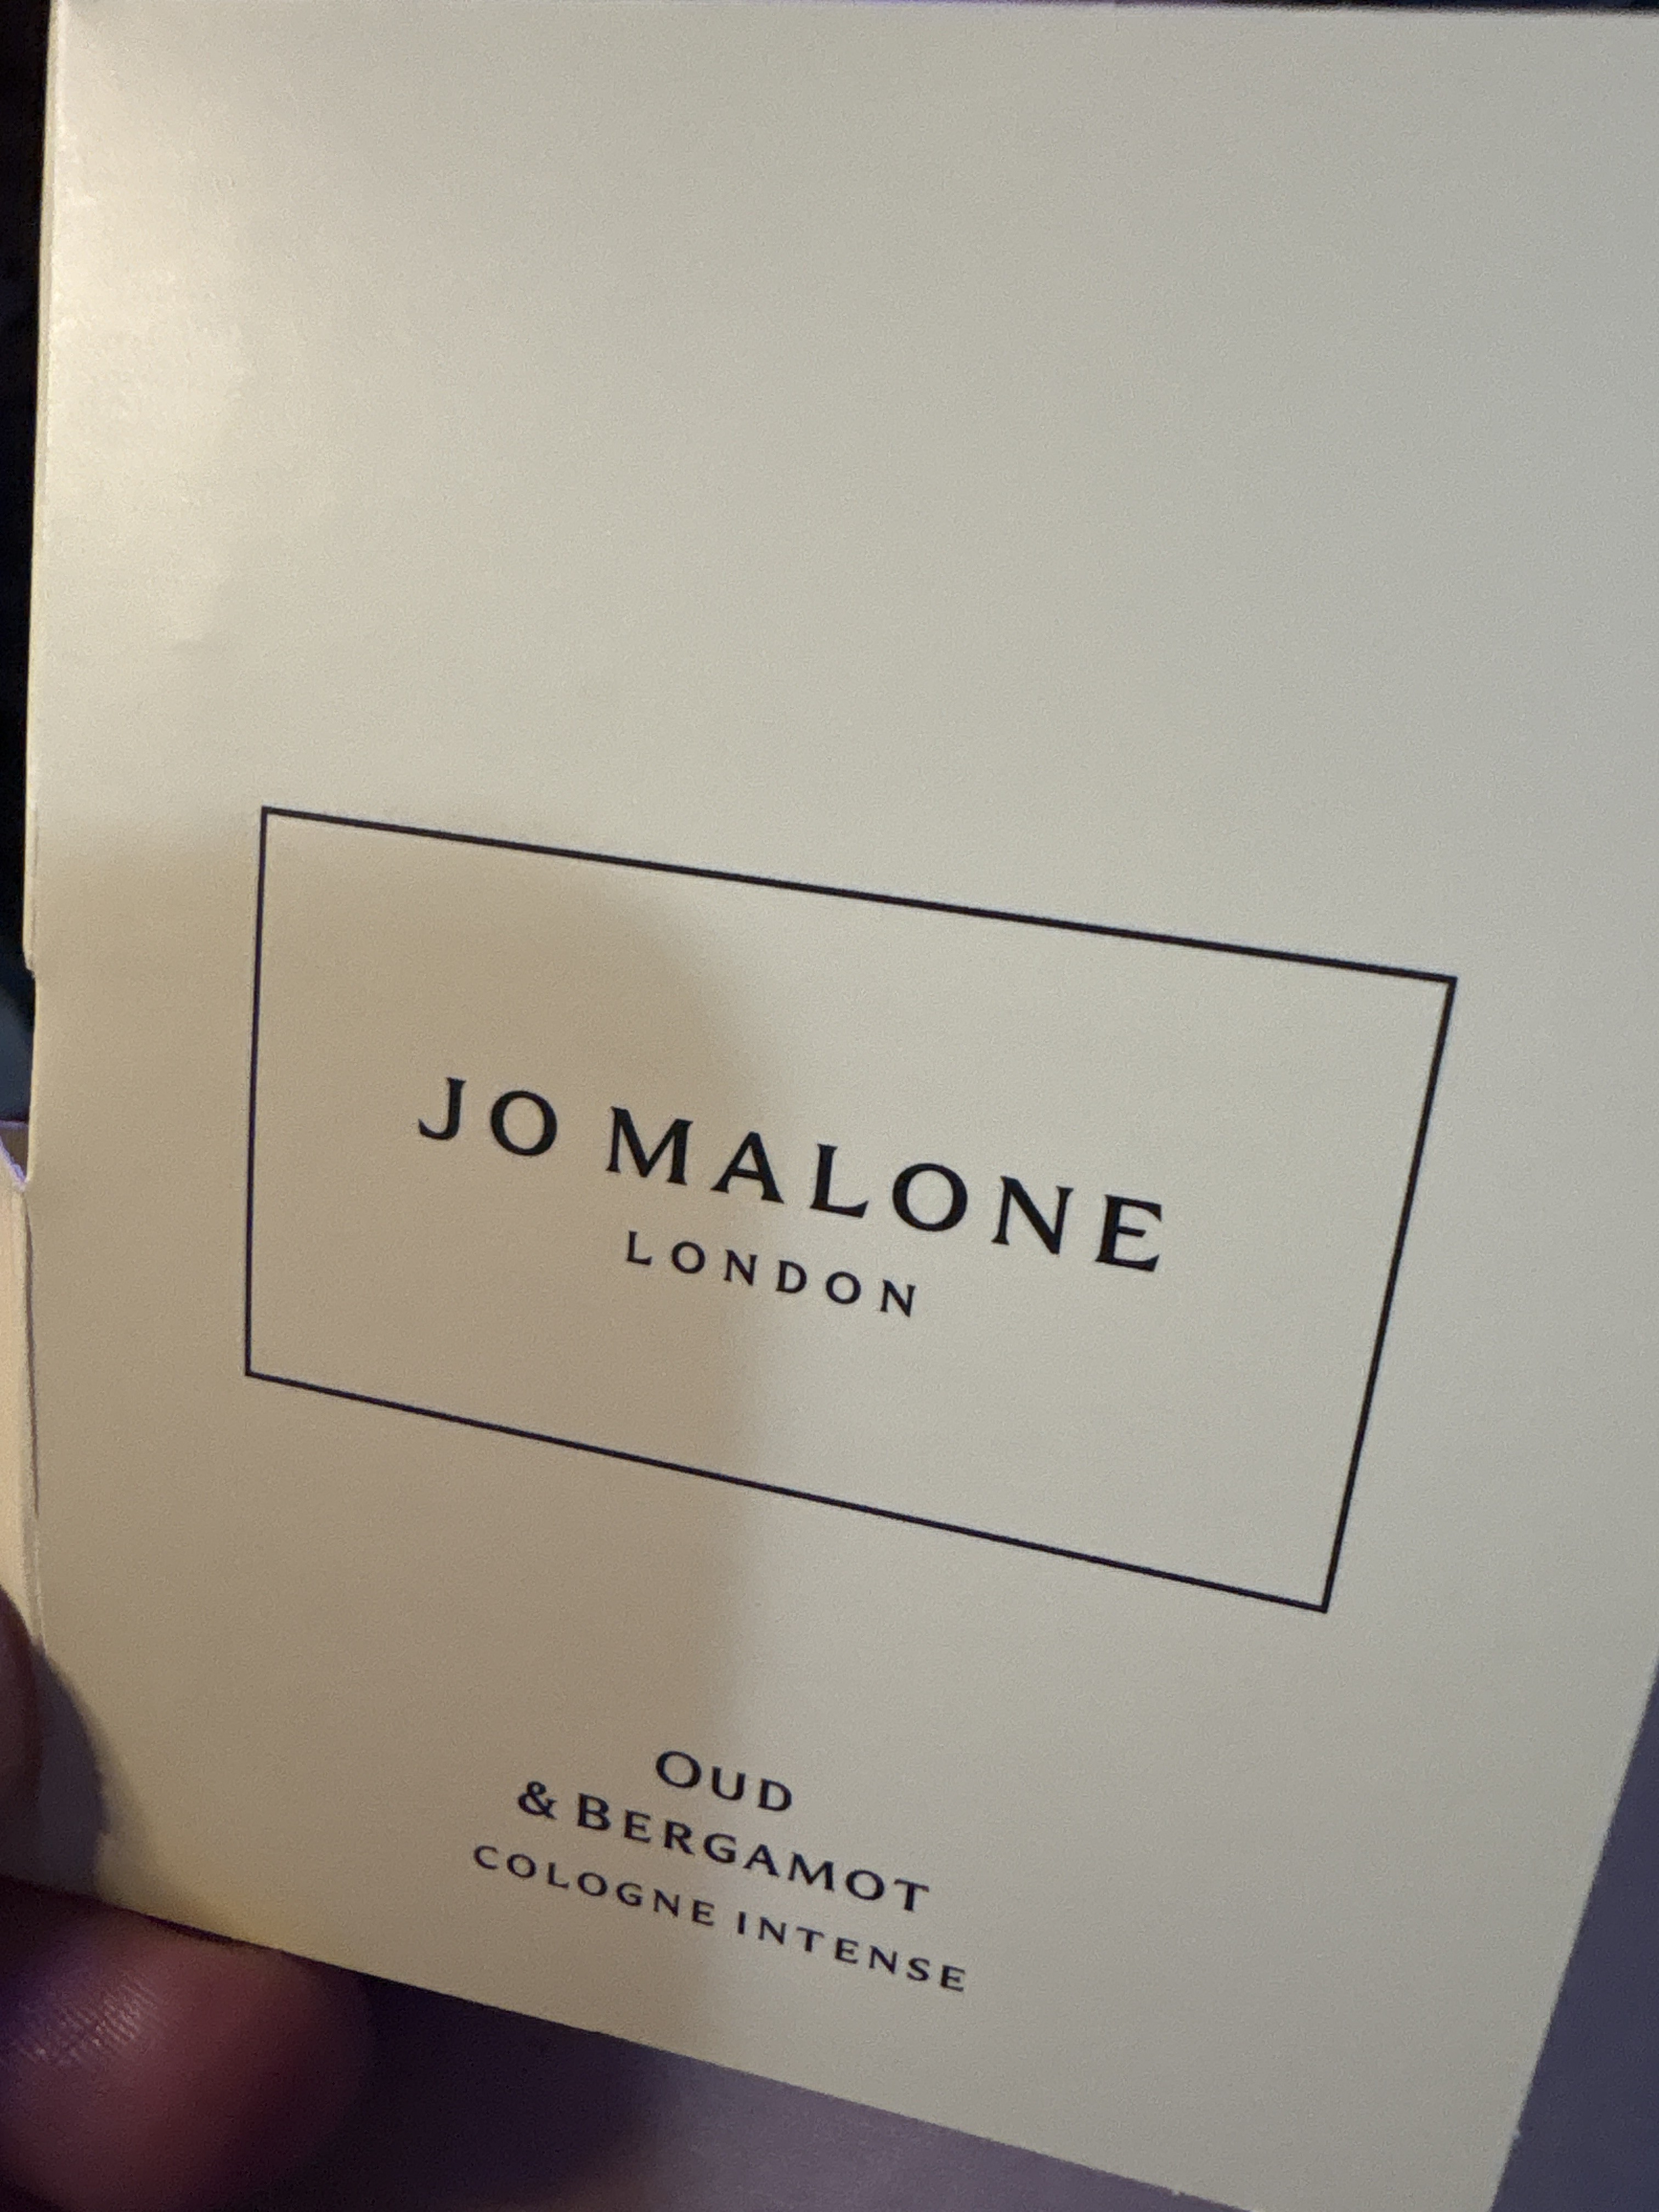 JO MALONE
LONDON
OUD
& BERGAMOT
COLOGNE INTENSE